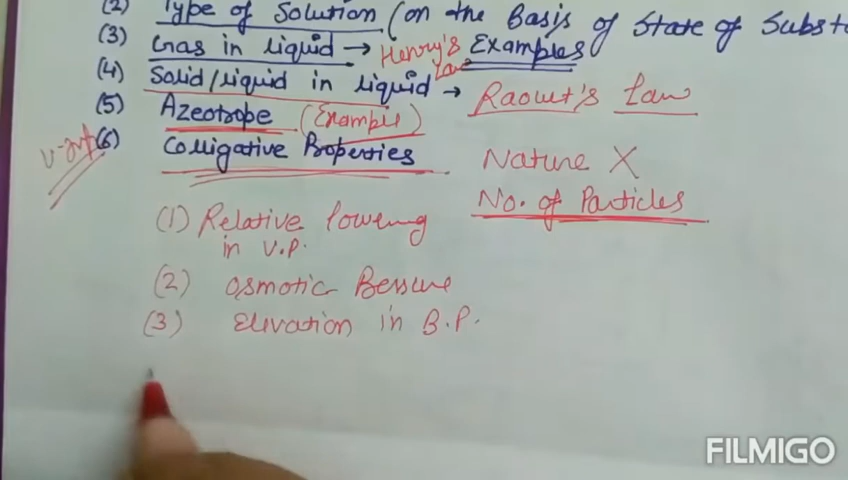 (2) Type of Solution (on the Basis of State of Subst
(3) Gas in liquid → Henry's Law Examples
(4) Solid/liquid in liquid → Raoult's Law
(5) Azeotrope (Example)
(6) Colligative Properties Nature X
No. of Particles
(1) Relative lowering
in V.P.
(2) Osmotic Pressure
(3) Elevation in B.P.
FILMIGO